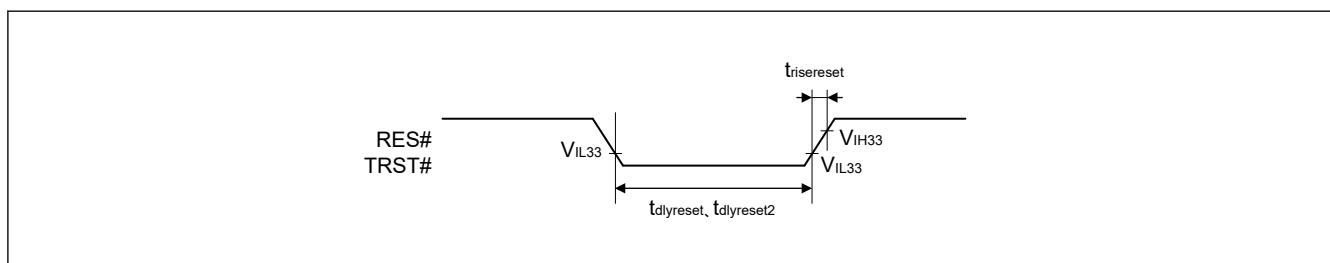 trisereset
RES#
TRST#
VIL33
VIH33
VIL33
tdlyreset、tdlyreset2